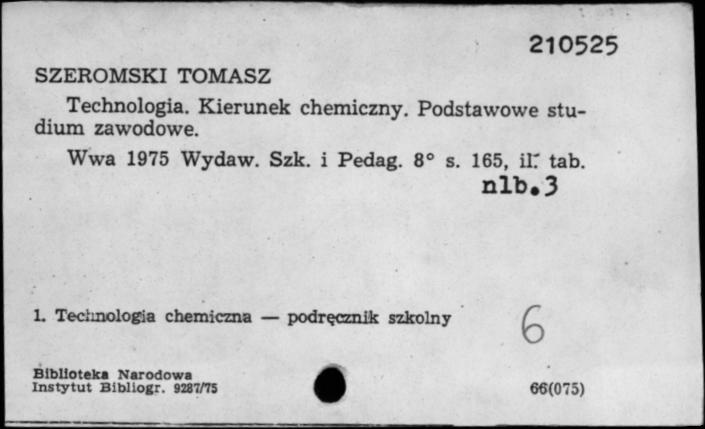 210525
SZEROMSKI TOMASZ
Technologia. Kierunek chemiczny. Podstawowe stu-
dium zawodowe.
Wwa 1975 Wydaw. Szk. i Pedag. 8° s. 165, il. tab.
nlb.3
1. Technologia chemiczna — podręcznik szkolny
6
Biblioteka Narodowa
Instytut Bibliogr. 9287/75
66(075)